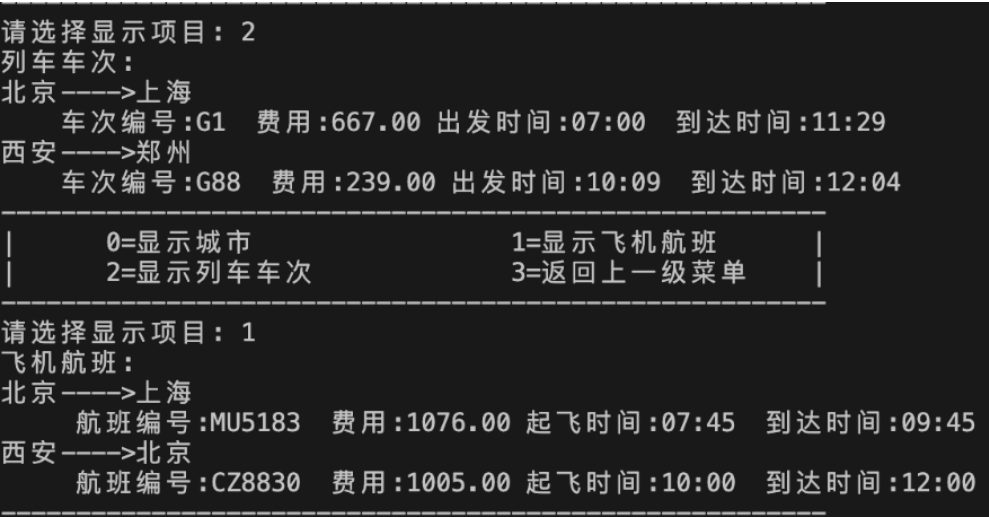 请选择显示项目: 2
列车车次:
北京---->上海
车次编号:G1 费用:667.00 出发时间:07:00 到达时间:11:29
西安---->郑州
车次编号:G88 费用:239.00 出发时间:10:09 到达时间:12:04
-------------------------------------------------------
| 0=显示城市 1=显示飞机航班 |
| 2=显示列车车次 3=返回上一级菜单 |
-------------------------------------------------------
请选择显示项目: 1
飞机航班:
北京---->上海
航班编号:MU5183 费用:1076.00 起飞时间:07:45 到达时间:09:45
西安---->北京
航班编号:CZ8830 费用:1005.00 起飞时间:10:00 到达时间:12:00
-------------------------------------------------------